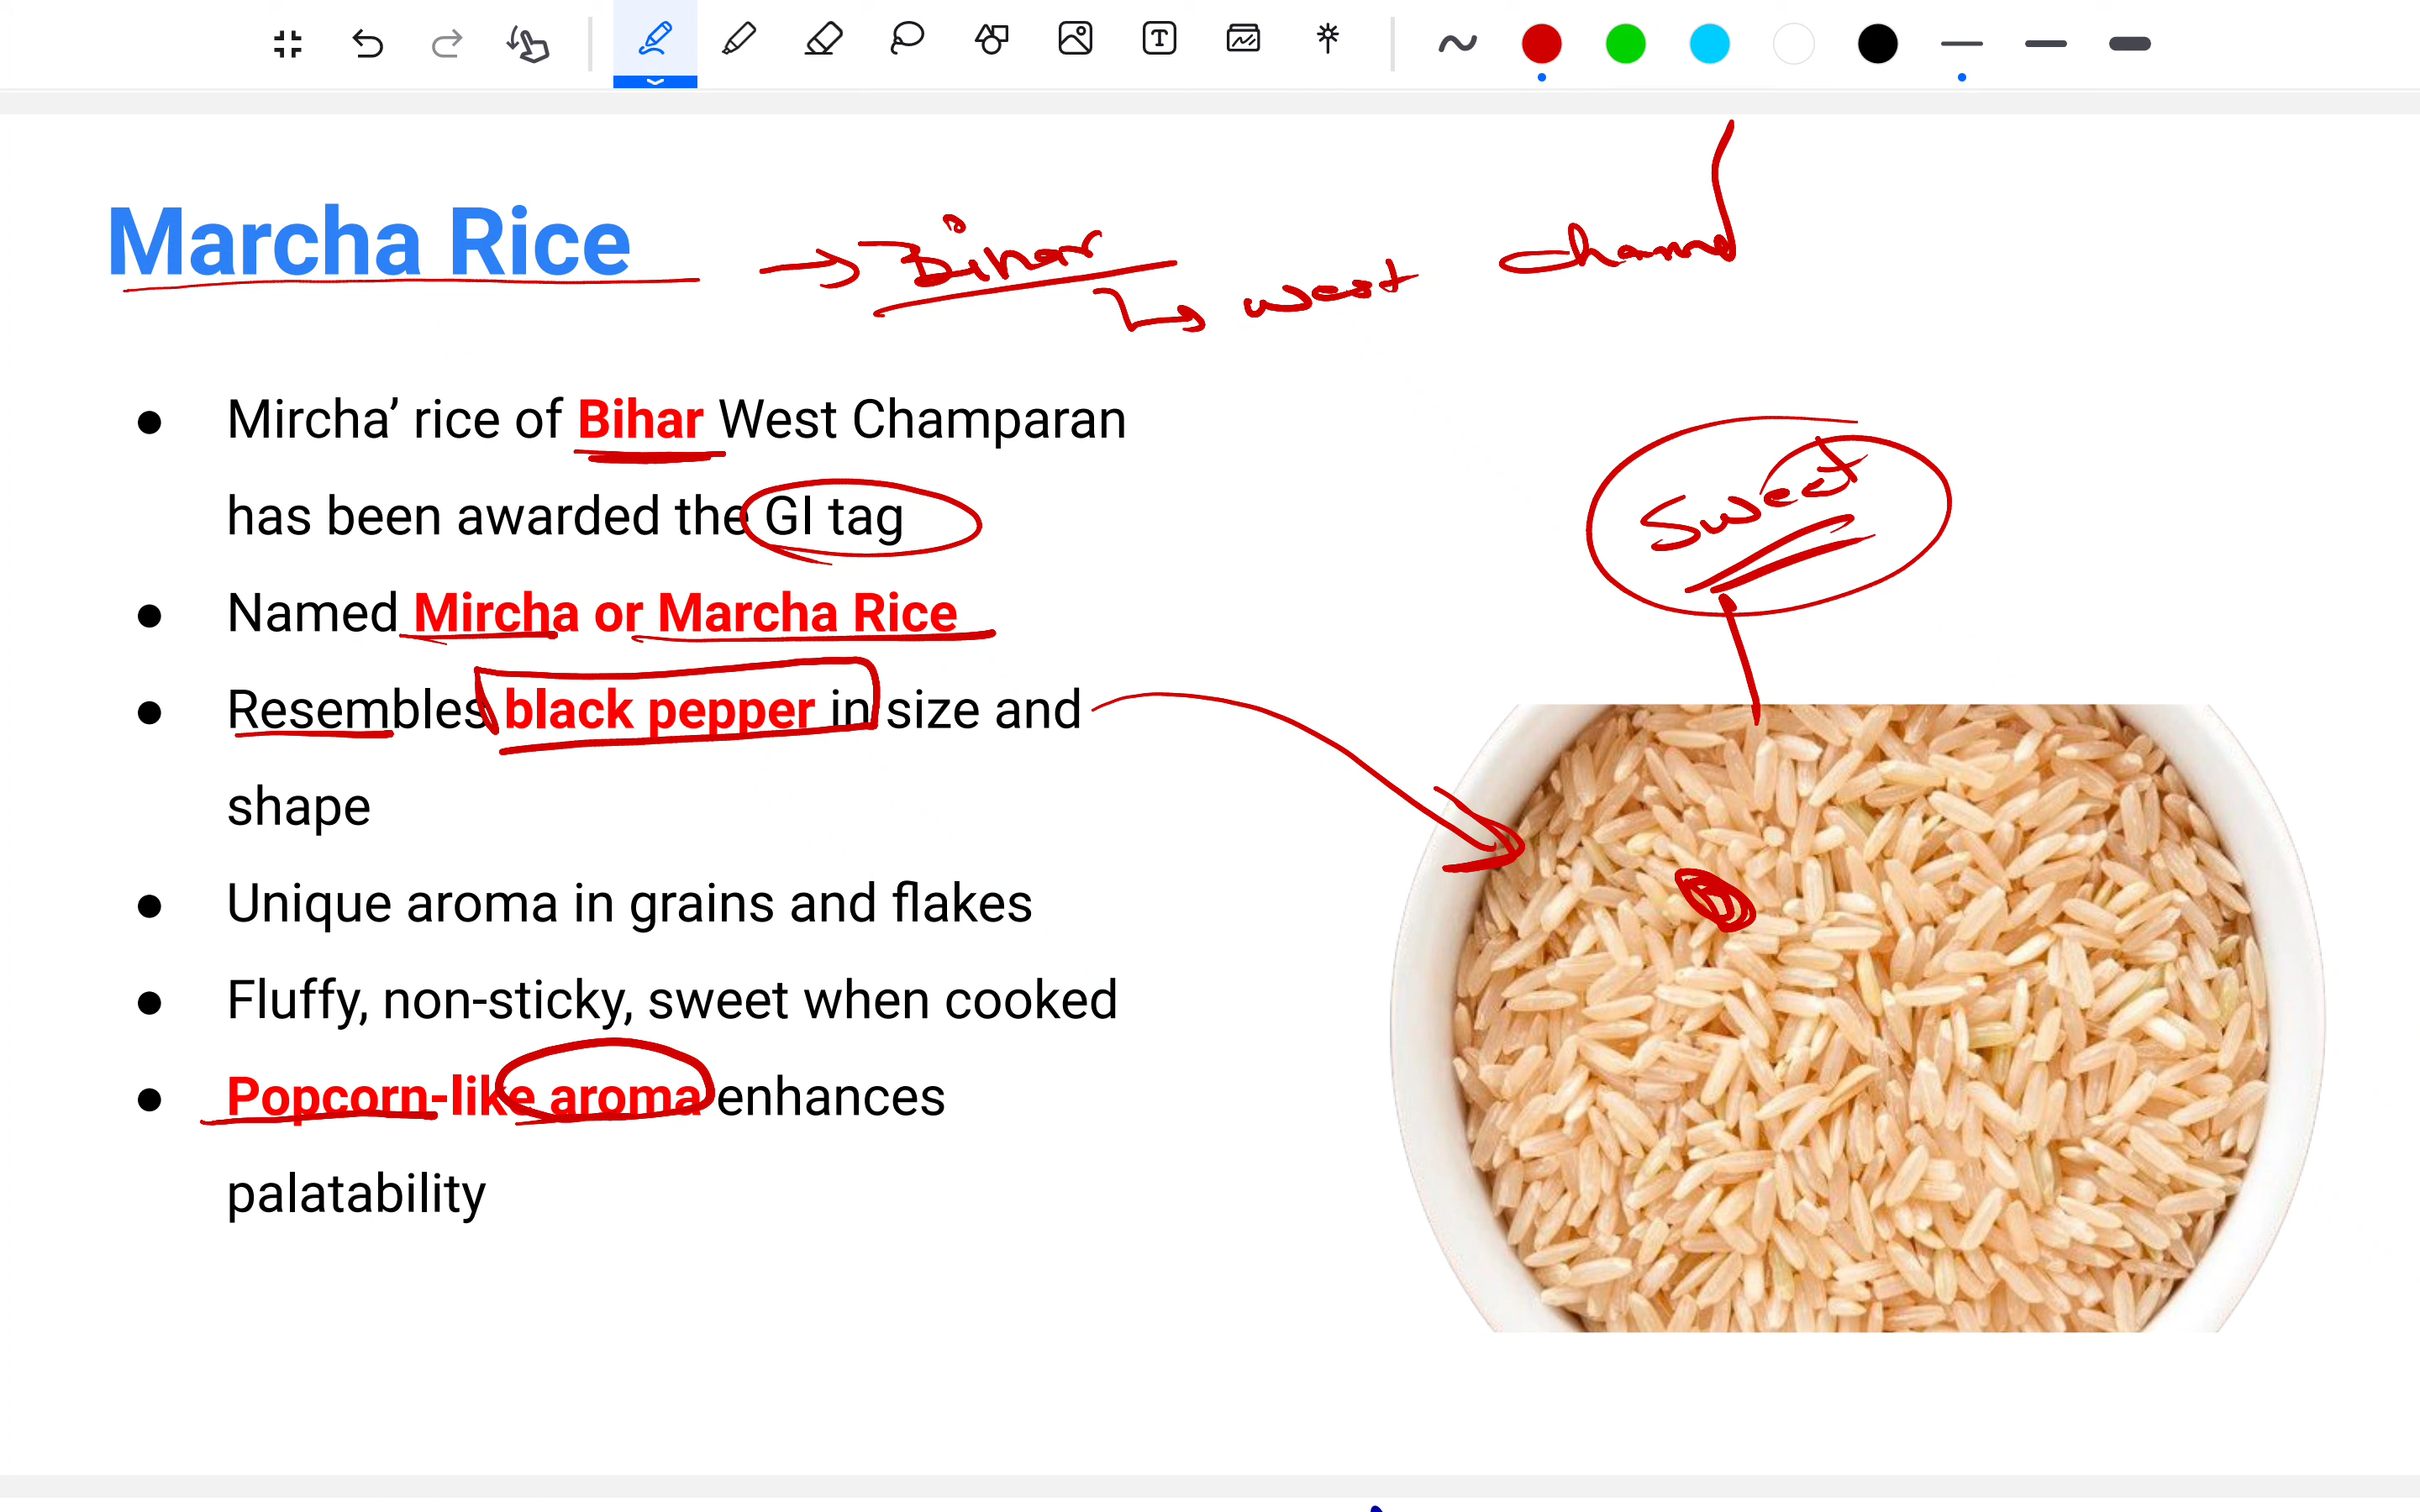 Marcha Rice
Bihar
west
Mircha’ rice of Bihar West Champaran
has been awarded the GI tag
Sweet
Named Mircha or Marcha Rice
Resembles black pepper in size and
shape
Unique aroma in grains and flakes
Fluffy, non-sticky, sweet when cooked
Popcorn-like aroma enhances
palatability